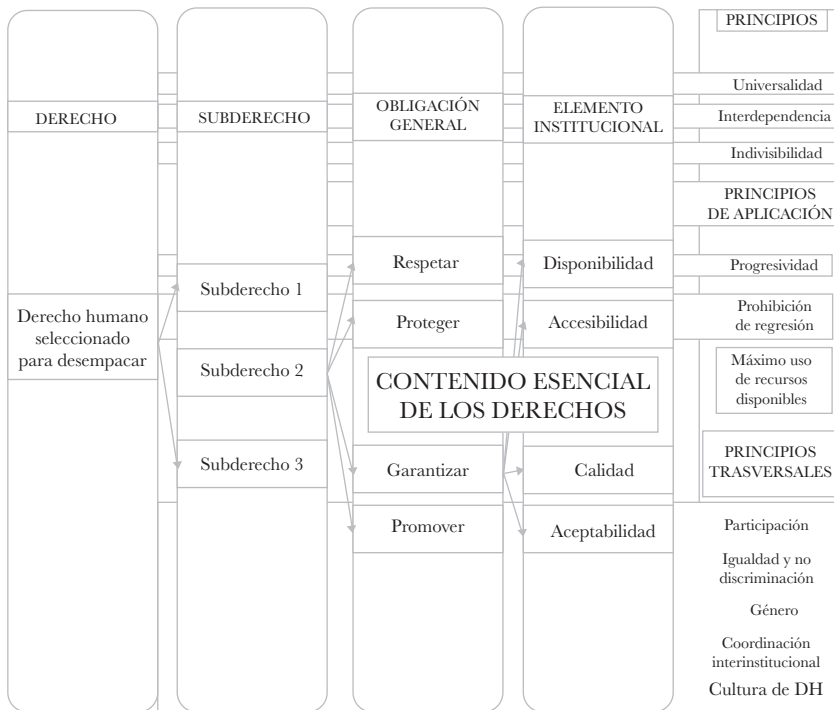 DERECHO
Derecho humano
seleccionado
para desempacar
SUBDERECHO
Subderecho 1
Subderecho 2
Subderecho 3
OBLIGACIÓN
GENERAL
Respetar
Proteger
Garantizar
Promover
ELEMENTO
INSTITUCIONAL
Disponibilidad
Accesibilidad
Calidad
Aceptabilidad
CONTENIDO ESENCIAL
DE LOS DERECHOS
PRINCIPIOS
Universalidad
Interdependencia
Indivisibilidad
PRINCIPIOS
DE APLICACIÓN
Progresividad
Prohibición
de regresión
Máximo uso
de recursos
disponibles
PRINCIPIOS
TRASVERSALES
Participación
Igualdad y no
discriminación
Género
Coordinación
interinstitucional
Cultura de DH